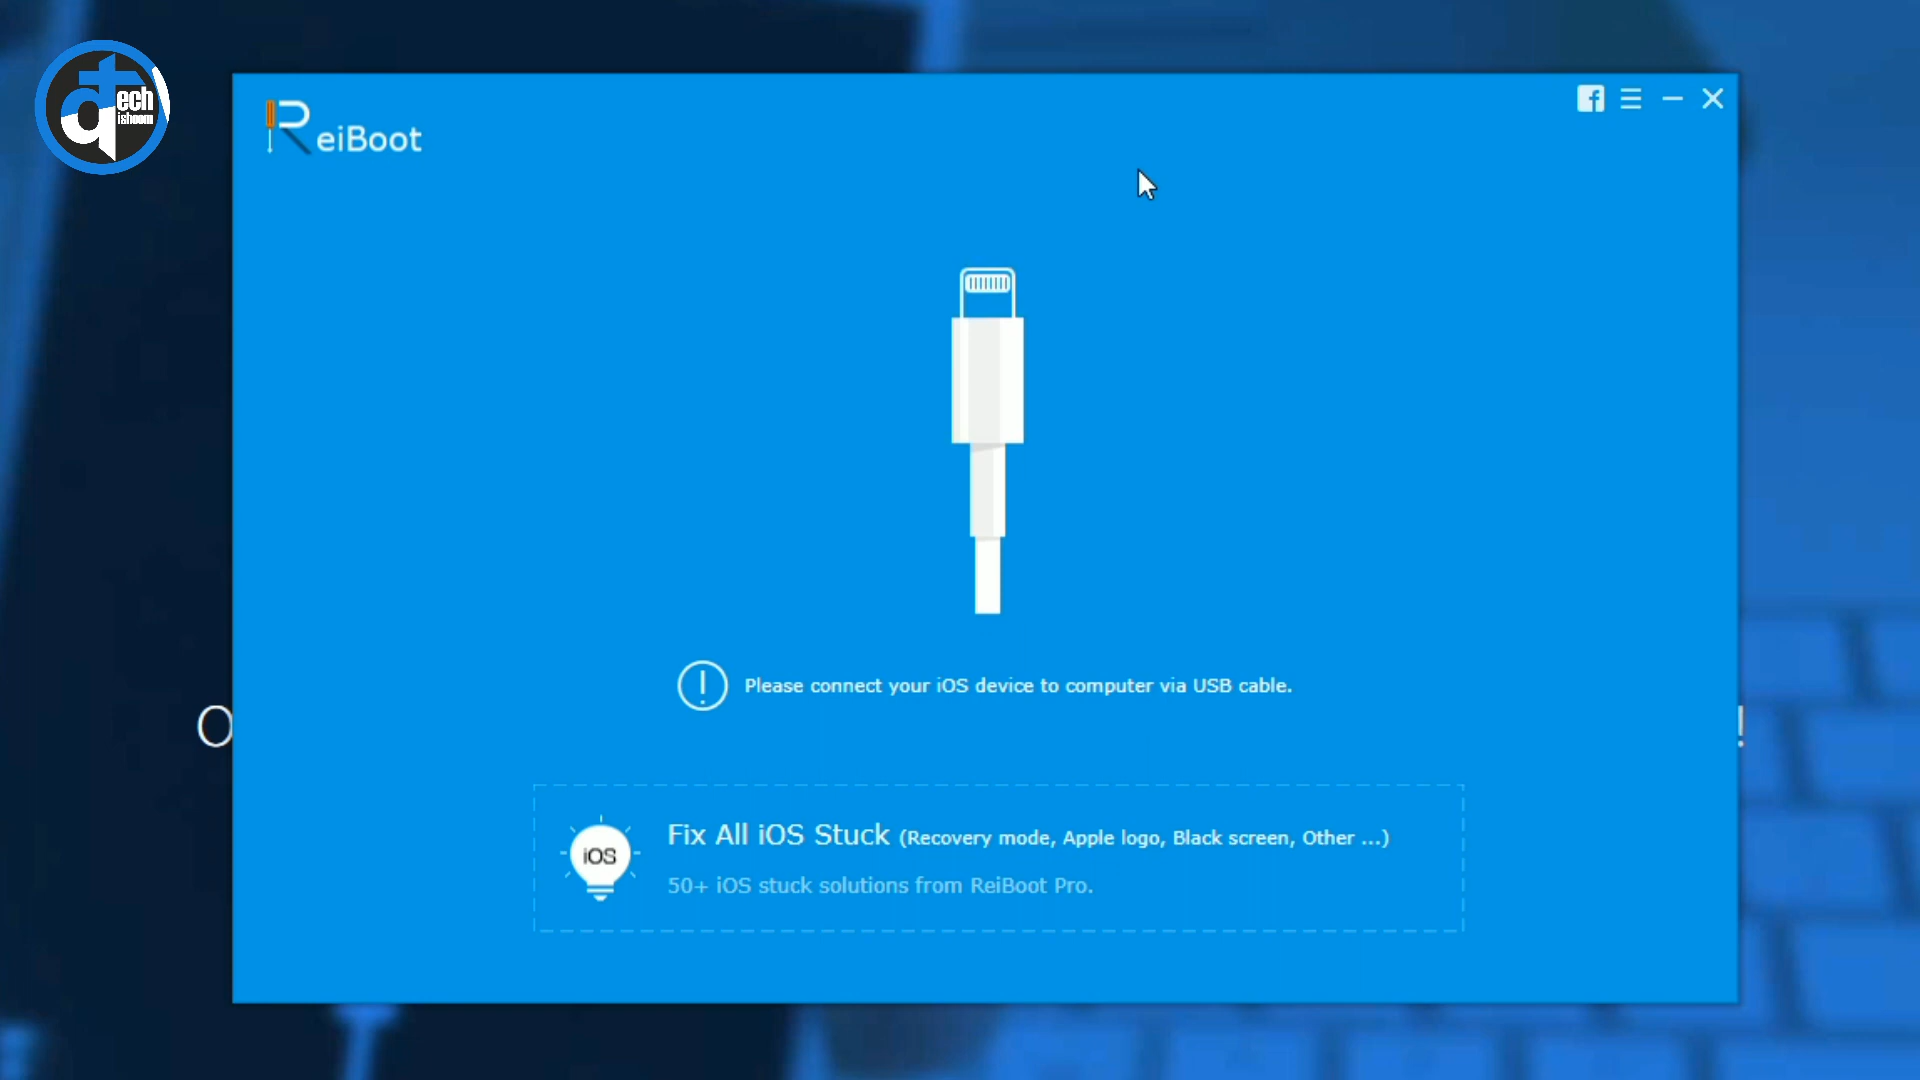 tech
ishoom
ReiBoot
Please connect your iOS device to computer via USB cable.
O
!
iOS
Fix All iOS Stuck (Recovery mode, Apple logo, Black screen, Other ...)
50+ iOS stuck solutions from ReiBoot Pro.